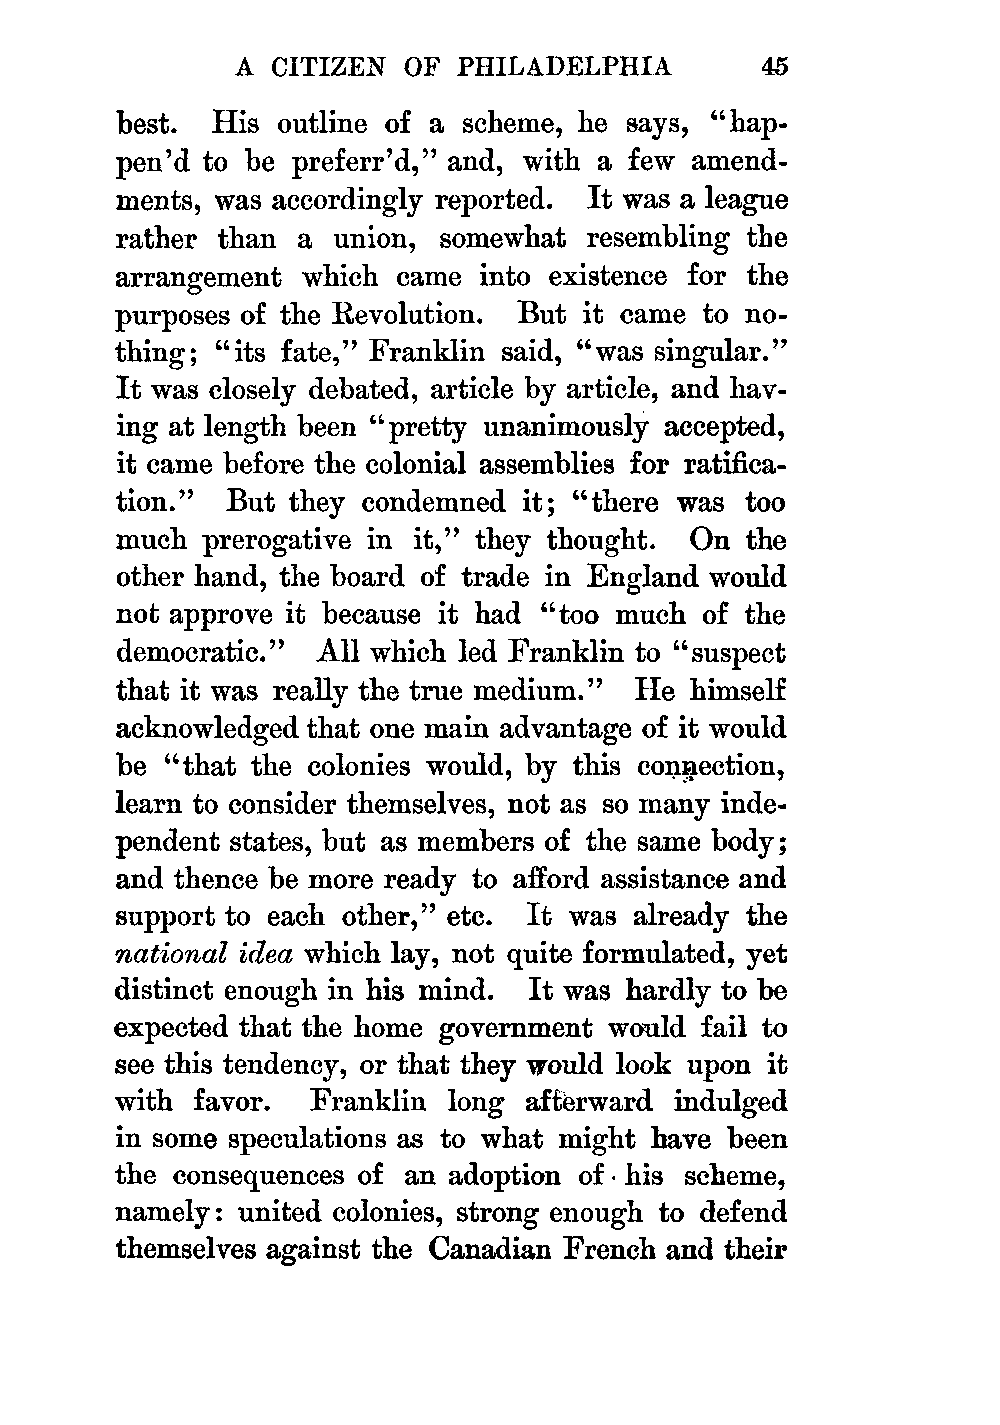 A CITIZEN OF PHILADELPHIA 45
best. His outline of a scheme, he says, “hap-
pen’d to be preferr’d,” and, with a few amend-
ments, was accordingly reported. It was a league
rather than a union, somewhat resembling the
arrangement which came into existence for the
purposes of the Revolution. But it came to no-
thing; “its fate,” Franklin said, “was singular.”
It was closely debated, article by article, and hav-
ing at length been “pretty unanimously accepted,
it came before the colonial assemblies for ratifica-
tion.” But they condemned it; “there was too
much prerogative in it,” they thought. On the
other hand, the board of trade in England would
not approve it because it had “too much of the
democratic.” All which led Franklin to “suspect
that it was really the true medium.” He himself
acknowledged that one main advantage of it would
be “that the colonies would, by this connection,
learn to consider themselves, not as so many inde-
pendent states, but as members of the same body;
and thence be more ready to afford assistance and
support to each other,” etc. It was already the
national idea which lay, not quite formulated, yet
distinct enough in his mind. It was hardly to be
expected that the home government would fail to
see this tendency, or that they would look upon it
with favor. Franklin long afterward indulged
in some speculations as to what might have been
the consequences of an adoption of his scheme,
namely: united colonies, strong enough to defend
themselves against the Canadian French and their